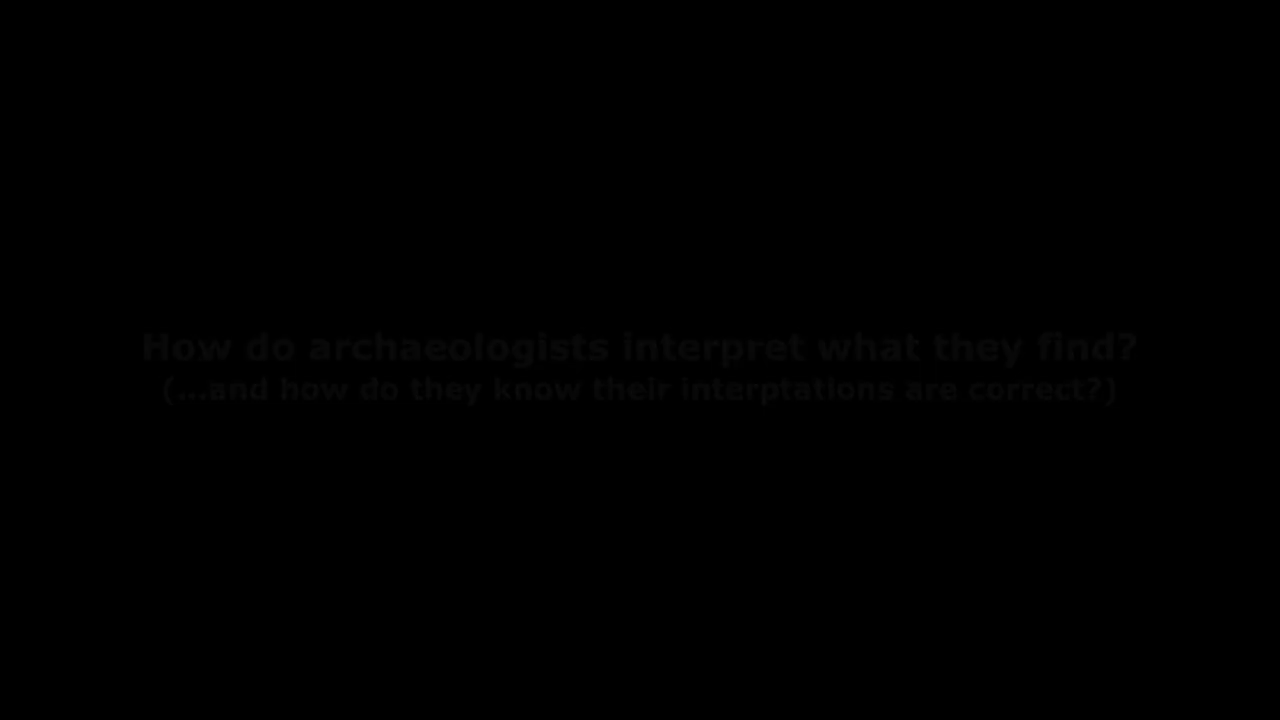 How do archaeologists interpret what they find?
(...and how do they know their interptations are correct?)